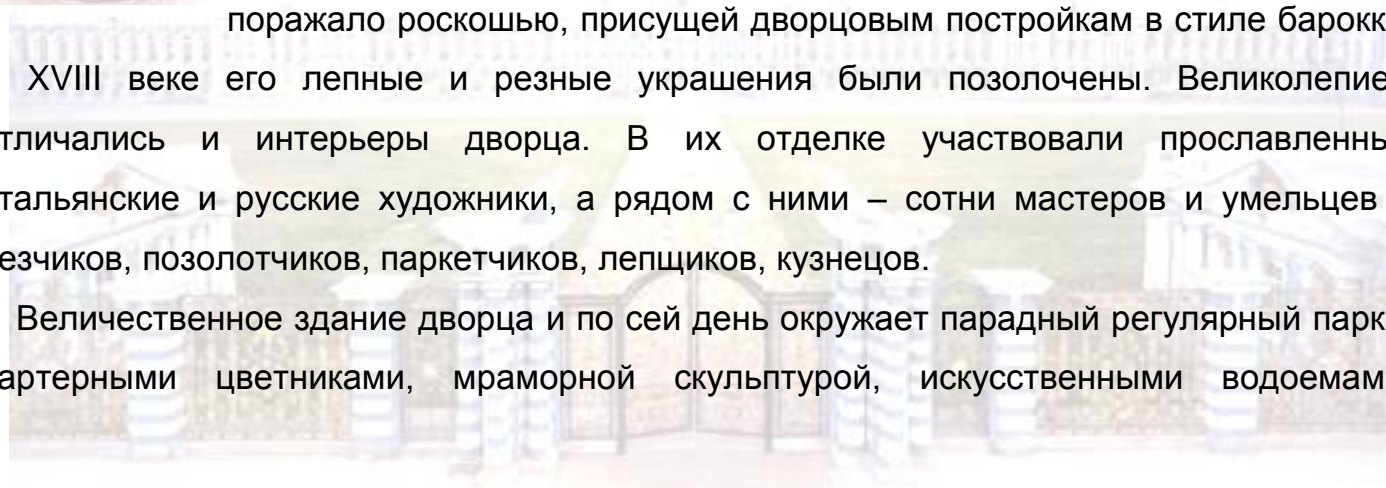 поражало роскошью, присущей дворцовым постройкам в стиле барокк
XVIII веке его лепные и резные украшения были позолочены. Великолепие
тличались и интерьеры дворца. В их отделке участвовали прославленны
тальянские и русские художники, а рядом с ними – сотни мастеров и умельцев
езчиков, позолотчиков, паркетчиков, лепщиков, кузнецов.
Величественное здание дворца и по сей день окружает парадный регулярный парк
артерными цветниками, мраморной скульптурой, искусственными водоемам